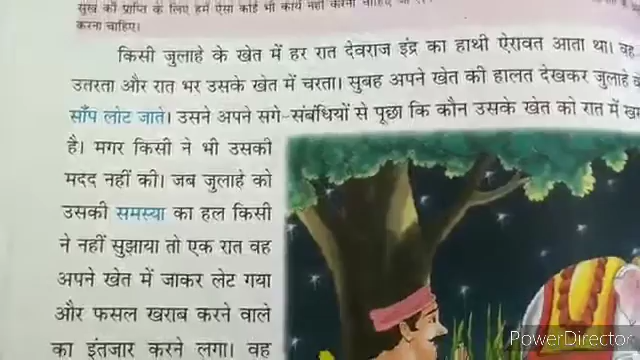 सुख की प्राप्ति के लिए हमें ऐसा कोई भी कार्य नहीं करना चाहिए
करना चाहिए।
किसी जुलाहे के खेत में हर रात देवराज इंद्र का हाथी ऐरावत आता था। वह
उतरता और रात भर उसके खेत में चरता। सुबह अपने खेत की हालत देखकर जुलाहे
साँप लोट जाते। उसने अपने सगे-संबंधियों से पूछा कि कौन उसके खेत को रात में
है। मगर किसी ने भी उसकी
मदद नहीं की। जब जुलाहे को
उसकी समस्या का हल किसी
ने नहीं सुझाया तो एक रात वह
अपने खेत में जाकर लेट गया
और फसल खराब करने वाले
का इंतजार करने लगा। वह
PowerDirector